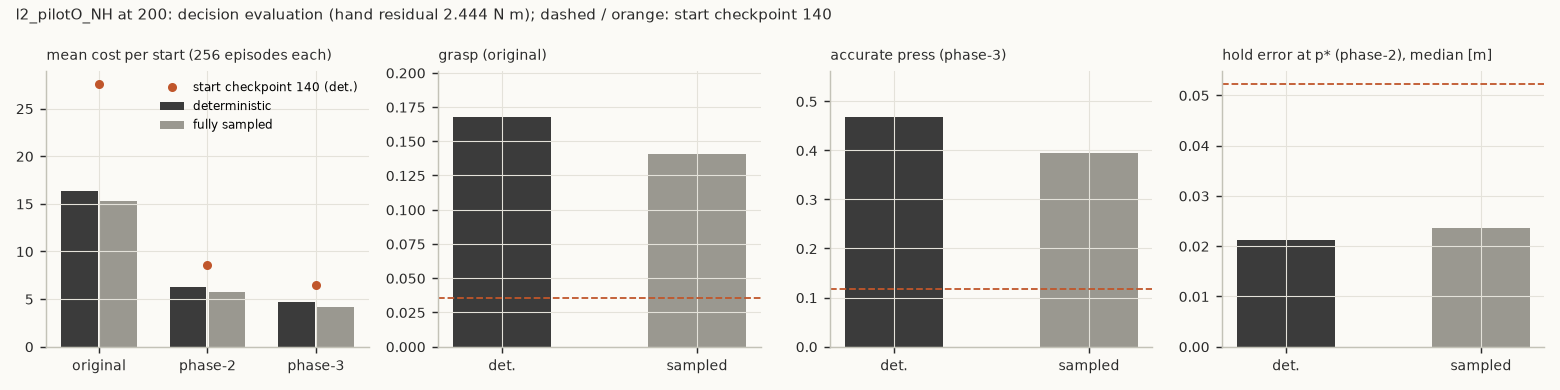 l2_pilotO_NH at 200: decision evaluation (hand residual 2.444 N m); dashed / orange: start checkpoint 140
mean cost per start (256 episodes each)
start checkpoint 140 (det.)
deterministic
fully sampled
25
20
15
10
5
0
original
phase-2
phase-3
grasp (original)
0.200
0.175
0.150
0.125
0.100
0.075
0.050
0.025
0.000
det.
sampled
accurate press (phase-3)
0.5
0.4
0.3
0.2
0.1
0.0
det.
sampled
hold error at p* (phase-2), median [m]
0.05
0.04
0.03
0.02
0.01
0.00
det.
sampled